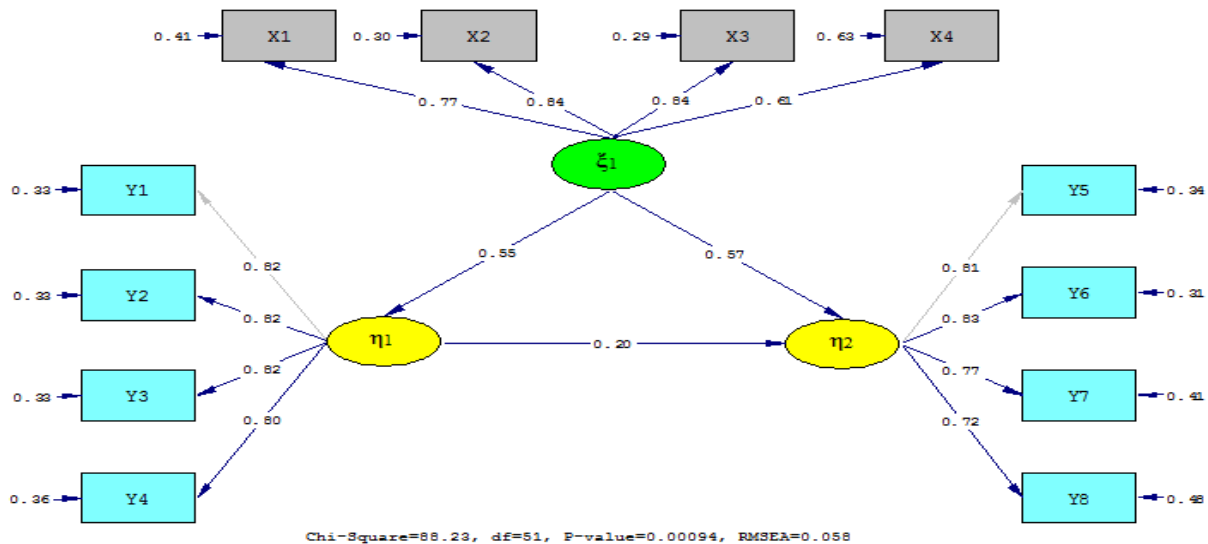 0.41 X1 0.30 X2 0.29 X3 0.63 X4
0.77 0.84 0.84 0.61
ξ1
0.33 Y1 Y5 0.34
0.55 0.57
0.82 0.81
0.33 Y2 Y6 0.31
0.82 0.83
η1 0.20 η2
0.82 0.77
0.33 Y3 Y7 0.41
0.80 0.72
0.36 Y4 Y8 0.48
Chi-Square=88.23, df=51, P-value=0.00094, RMSEA=0.058